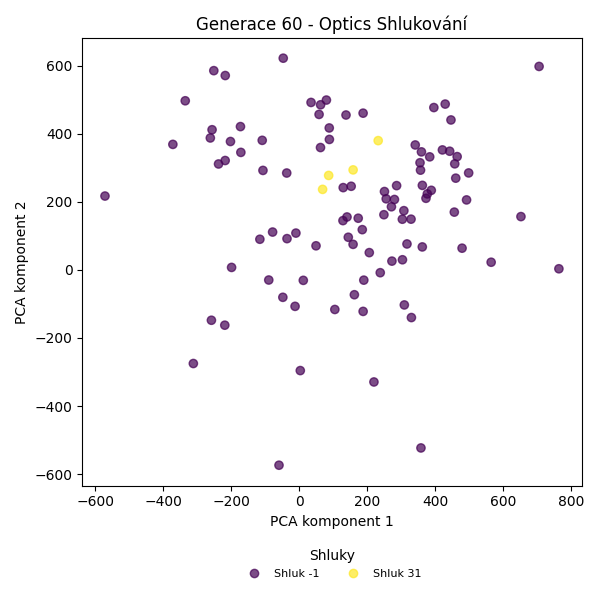 Generace 60 - Optics Shlukování
PCA komponent 2
600
400
200
0
−200
−400
−600
−600 −400 −200 0 200 400 600 800
PCA komponent 1
Shluky
Shluk -1 Shluk 31